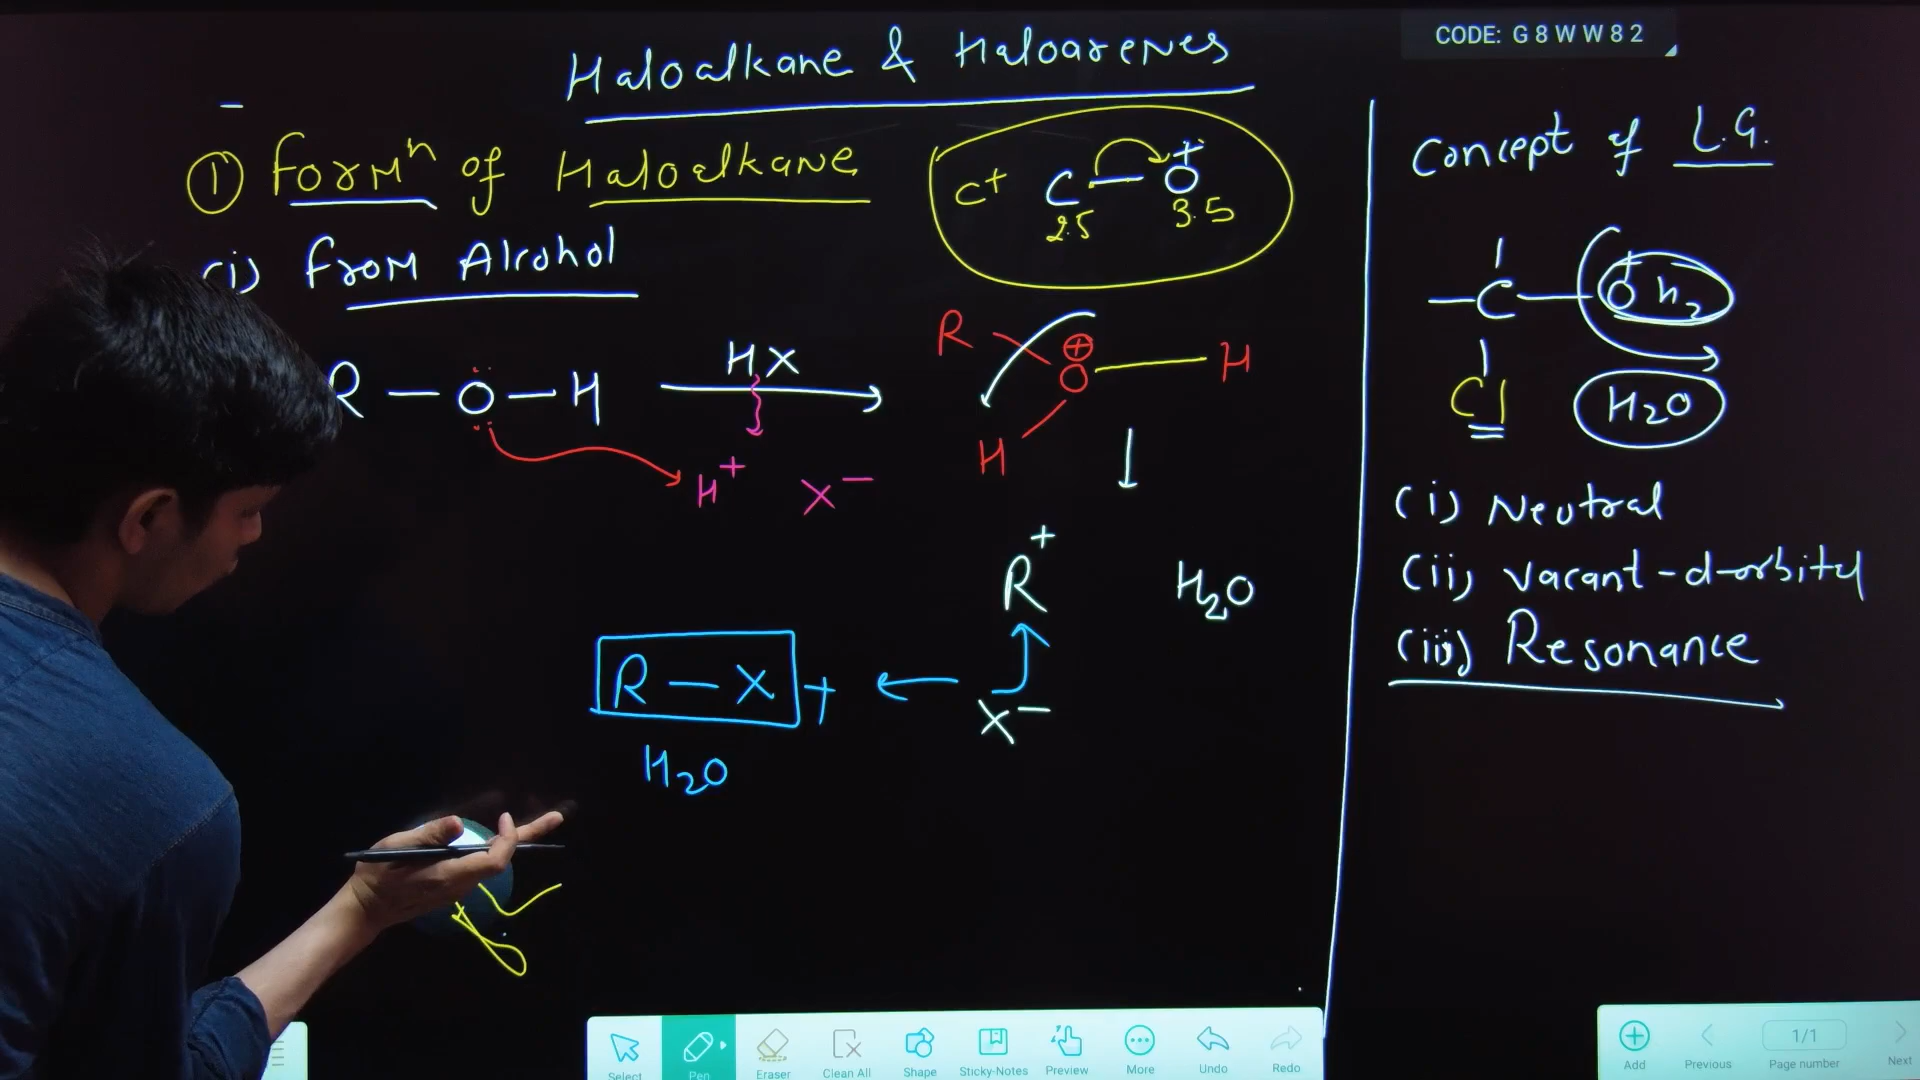 CODE: G8WW82
Haloalkane & Haloarenes
① Formⁿ of Haloalkane
(i) From Alcohol
C+ C — O+
2.5 3.5
R — O — H
HX
H+ X−
R O ⊕ H
H
R+ H2O
X−
R — X +
H2O
Concept of L.G.
— C — O+ H2
Cl H2O
(i) Neutral
(ii) vacant-d-orbital
(iii) Resonance
Select Pen Eraser Clean All Shape Sticky-Notes Preview More Undo Redo
Add Previous 1/1 Page number Next